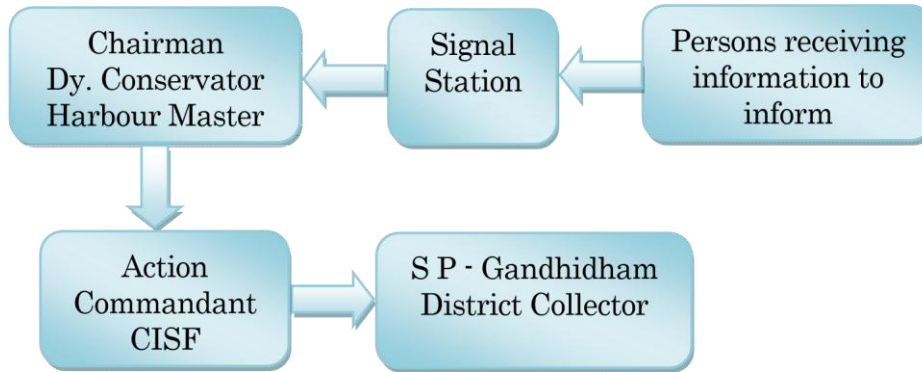 Chairman
Dy. Conservator
Harbour Master
Signal
Station
Persons receiving
information to
inform
Action
Commandant
CISF
S P - Gandhidham
District Collector